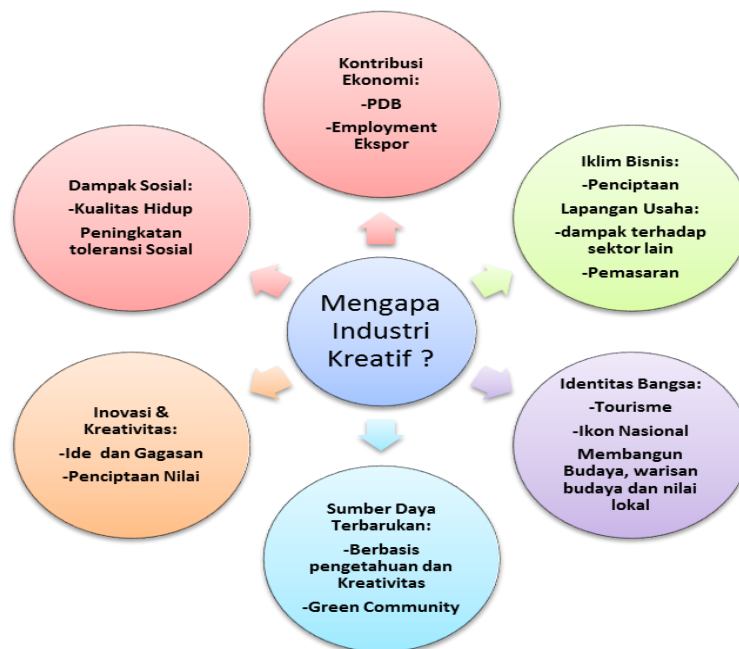 Kontribusi
Ekonomi:
-PDB
-Employment
Ekspor
Iklim Bisnis:
-Penciptaan
Lapangan Usaha:
-dampak terhadap
sektor lain
-Pemasaran
Identitas Bangsa:
-Tourisme
-Ikon Nasional
Membangun
Budaya, warisan
budaya dan nilai
lokal
Sumber Daya
Terbarukan:
-Berbasis
pengetahuan dan
Kreativitas
-Green Community
Inovasi &
Kreativitas:
-Ide dan Gagasan
-Penciptaan Nilai
Dampak Sosial:
-Kualitas Hidup
Peningkatan
toleransi Sosial
Mengapa
Industri
Kreatif ?